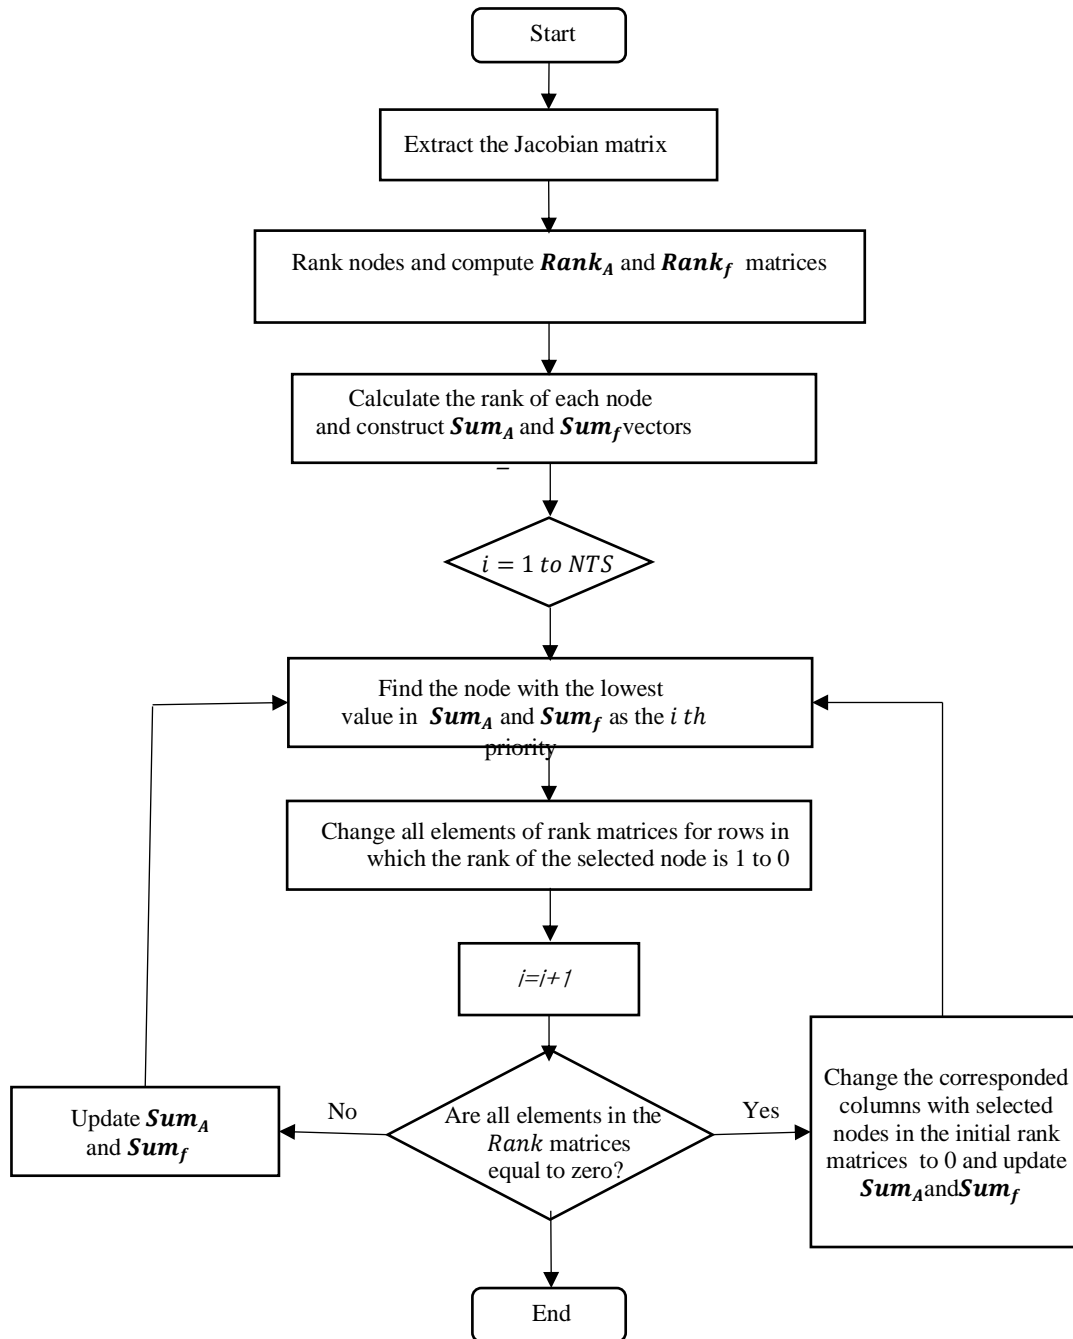 Start
Extract the Jacobian matrix
Rank nodes and compute Rank_A and Rank_f matrices
Calculate the rank of each node
and construct Sum_A and Sum_f vectors
i = 1 to NTS
Find the node with the lowest
value in Sum_A and Sum_f as the i th
priority
Change all elements of rank matrices for rows in
which the rank of the selected node is 1 to 0
i=i+1
Are all elements in the
Rank matrices
equal to zero?
No
Update Sum_A
and Sum_f
Yes
Change the corresponded
columns with selected
nodes in the initial rank
matrices to 0 and update
Sum_AandSum_f
End